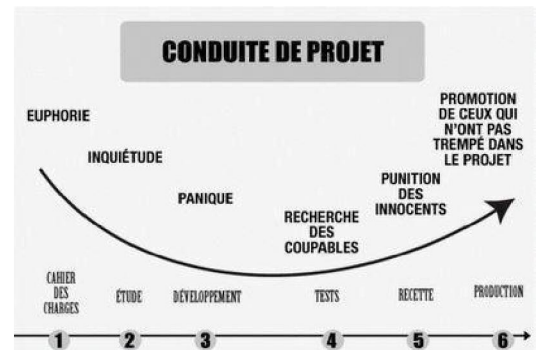 CONDUITE DE PROJET
EUPHORIE
INQUIÉTUDE
PANIQUE
RECHERCHE
DES
COUPABLES
PUNITION
DES
INNOCENTS
PROMOTION
DE CEUX QUI
N'ONT PAS
TREMPÉ DANS
LE PROJET
CAHIER
DES
CHARGES
ÉTUDE
DÉVELOPPEMENT
TESTS
RECETTE
PRODUCTION
1
2
3
4
5
6